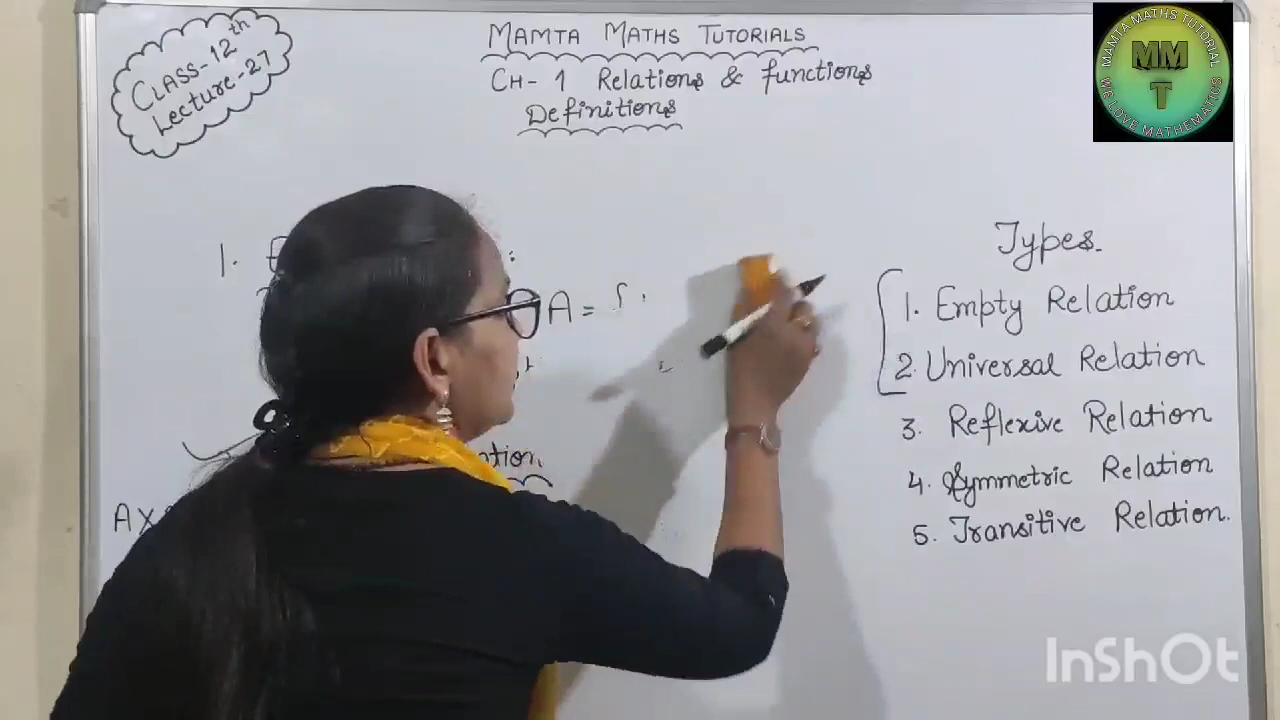 CLASS-12th
Lecture-27
MAMTA MATHS TUTORIALS
CH- 1 Relations & functions
Definitions
MAMTA MATHS TUTORIAL
MM
T
WE LOVE MATHEMATICS
1.
A =
Types.
1. Empty Relation
2. Universal Relation
3. Reflexive Relation
4. Symmetric Relation
5. Transitive Relation.
A X
InShOt